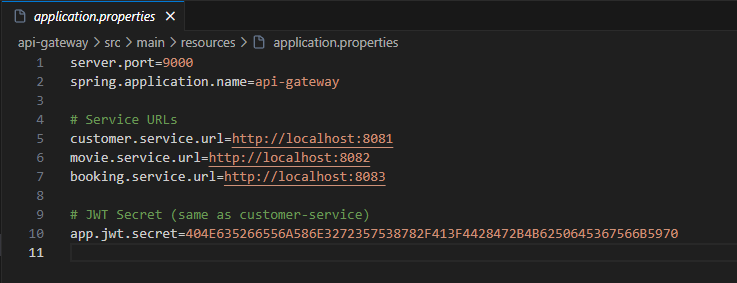 application.properties
api-gateway > src > main > resources > application.properties
1 server.port=9000
2 spring.application.name=api-gateway
3
4 # Service URLs
5 customer.service.url=http://localhost:8081
6 movie.service.url=http://localhost:8082
7 booking.service.url=http://localhost:8083
8
9 # JWT Secret (same as customer-service)
10 app.jwt.secret=404E635266556A586E3272357538782F413F4428472B4B6250645367566B5970
11